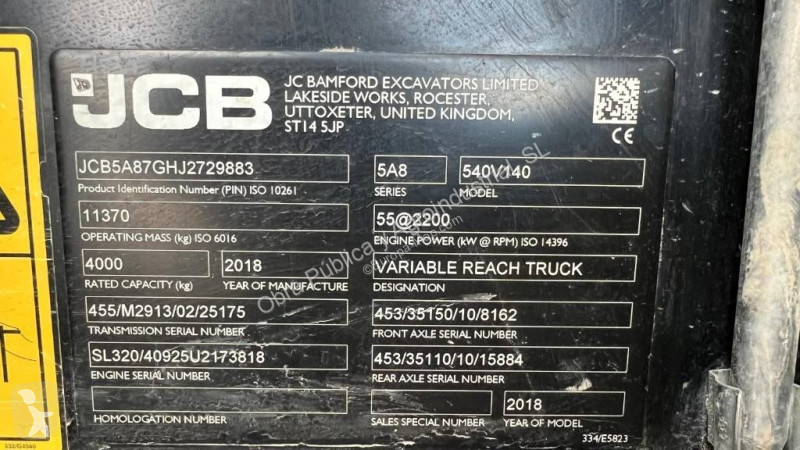 JCB
JC BAMFORD EXCAVATORS LIMITED
LAKESIDE WORKS, ROCESTER,
UTTOXETER, UNITED KINGDOM,
ST14 5JP
CE
JCB5A87GHJ2729883
Product Identification Number (PIN) ISO 10261
5A8
SERIES
540V140
MODEL
11370
OPERATING MASS (kg) ISO 6016
55@2200
ENGINE POWER (kW @ RPM) ISO 14396
4000
RATED CAPACITY (kg)
2018
YEAR OF MANUFACTURE
VARIABLE REACH TRUCK
DESIGNATION
455/M2913/02/25175
TRANSMISSION SERIAL NUMBER
453/35150/10/8162
FRONT AXLE SERIAL NUMBER
SL320/40925U2173818
ENGINE SERIAL NUMBER
453/35110/10/15884
REAR AXLE SERIAL NUMBER
HOMOLOGATION NUMBER
SALES SPECIAL NUMBER
2018
YEAR OF MODEL
334/E5823
Obra Pública y Agroindustrial, SL